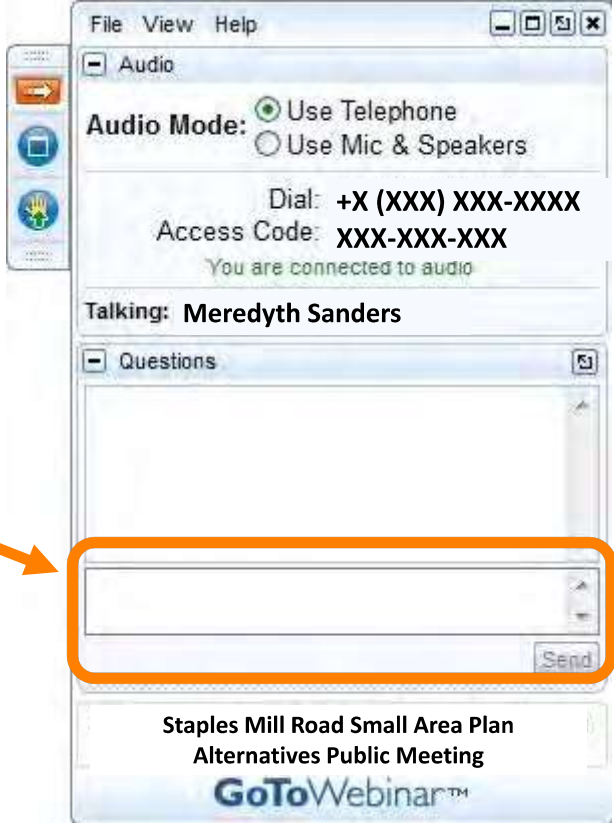 File View Help
Audio
Audio Mode: Use Telephone
Use Mic & Speakers
Dial: +X (XXX) XXX-XXXX
Access Code: XXX-XXX-XXX
You are connected to audio
Talking: Meredyth Sanders
Questions
Send
Staples Mill Road Small Area Plan
Alternatives Public Meeting
GoToWebinar™